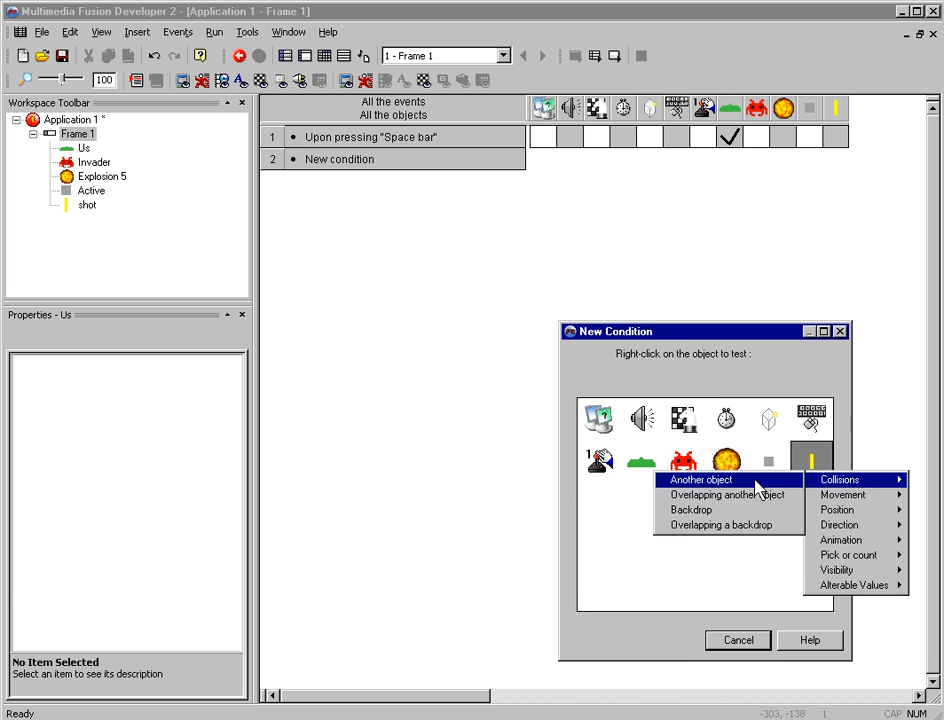 Multimedia Fusion Developer 2 - [Application 1 - Frame 1]
File Edit View Insert Events Run Tools Window Help
1 - Frame 1
100
Workspace Toolbar
Application 1 *
Frame 1
Us
Invader
Explosion 5
Active
shot
All the events
All the objects
1 • Upon pressing "Space bar"
2 • New condition
Properties - Us
No Item Selected
Select an item to see its description
New Condition
Right-click on the object to test :
1
Another object
Overlapping another object
Backdrop
Overlapping a backdrop
Collisions
Movement
Position
Direction
Animation
Pick or count
Visibility
Alterable Values
Cancel Help
Ready
-303, -138 1 CAP NUM